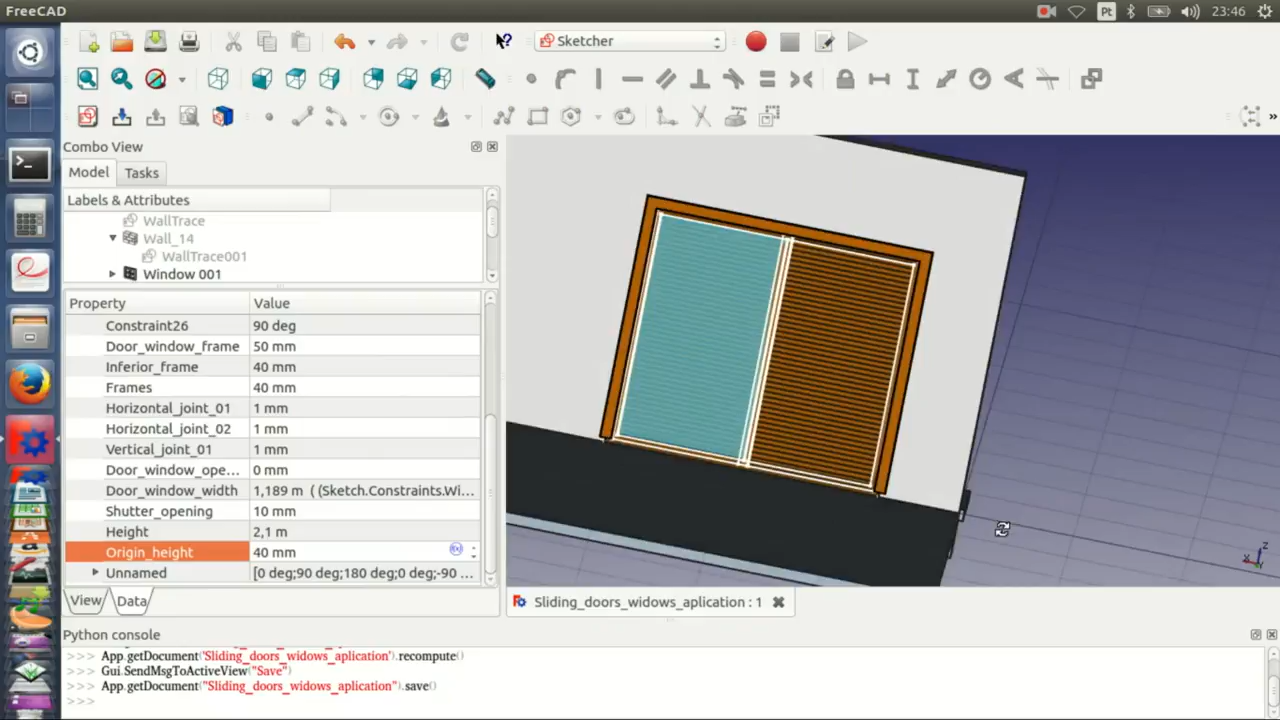 FreeCAD
Pt
23:46
Sketcher
Combo View
Model
Tasks
Labels & Attributes
WallTrace
Wall_14
WallTrace001
Window 001
Property
Value
Constraint26
90 deg
Door_window_frame
50 mm
Inferior_frame
40 mm
Frames
40 mm
Horizontal_joint_01
1 mm
Horizontal_joint_02
1 mm
Vertical_joint_01
1 mm
Door_window_ope...
0 mm
Door_window_width
1,189 m ( (Sketch.Constraints.Wi...
Shutter_opening
10 mm
Height
2,1 m
Origin_height
40 mm
Unnamed
[0 deg;90 deg;180 deg;0 deg;-90 ...
View
Data
Sliding_doors_widows_aplication : 1
Python console
>>> App.getDocument('Sliding_doors_widows_aplication').recompute()
>>> Gui.SendMsgToActiveView("Save")
>>> App.getDocument("Sliding_doors_widows_aplication").save()
>>>